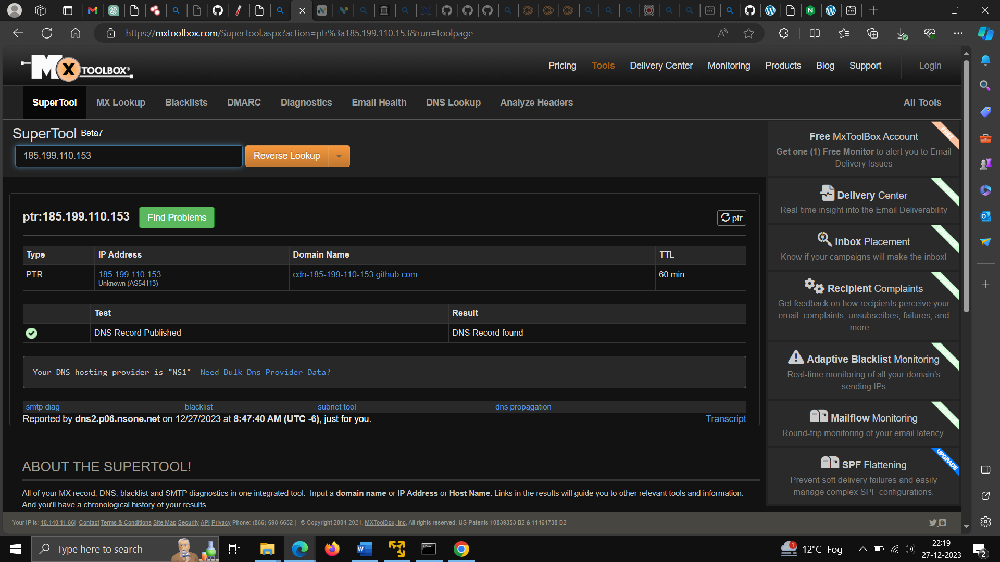 https://mxtoolbox.com/SuperTool.aspx?action=ptr%3a185.199.110.153&run=toolpage
MX TOOLBOX®
Pricing Tools Delivery Center Monitoring Products Blog Support Login
SuperTool MX Lookup Blacklists DMARC Diagnostics Email Health DNS Lookup Analyze Headers All Tools
SuperTool Beta7
185.199.110.153 Reverse Lookup
ptr:185.199.110.153 Find Problems ptr
Type IP Address Domain Name TTL
PTR 185.199.110.153 cdn-185-199-110-153.github.com 60 min
Unknown (AS54113)
Test Result
DNS Record Published DNS Record found
Your DNS hosting provider is "NS1" Need Bulk Dns Provider Data?
smtp diag blacklist subnet tool dns propagation
Reported by dns2.p06.nsone.net on 12/27/2023 at 8:47:40 AM (UTC -6), just for you. Transcript
ABOUT THE SUPERTOOL!
All of your MX record, DNS, blacklist and SMTP diagnostics in one integrated tool. Input a domain name or IP Address or Host Name. Links in the results will guide you to other relevant tools and information.
And you'll have a chronological history of your results.
FREE
Free MxToolBox Account
Get one (1) Free Monitor to alert you to Email
Delivery Issues
Delivery Center
Real-time insight into the Email Deliverability
Inbox Placement
Know if your campaigns will make the inbox!
Recipient Complaints
Get feedback on how recipients perceive your
email: complaints, unsubscribes, failures, and
more…
Adaptive Blacklist Monitoring
Real-time monitoring of all your domain's
sending IPs
Mailflow Monitoring
Round-trip monitoring of your email latency.
UPGRADE
SPF Flattening
Prevent soft delivery failures and easily
manage complex SPF configurations.
Your IP is: 10.140.11.66| Contact Terms & Conditions Site Map Security API Privacy Phone: (866)-698-6652 | © Copyright 2004-2021, MXToolBox, Inc, All rights reserved. US Patents 10839353 B2 & 11461738 B2
Type here to search
1
12°C Fog
22:19
27-12-2023
2